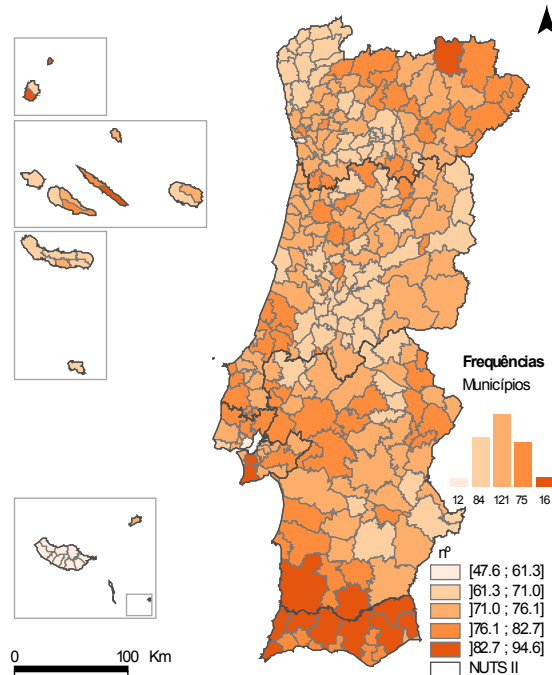 Frequências
Municípios
12 84 121 75 16
nº
[47.6 ; 61.3]
]61.3 ; 71.0]
]71.0 ; 76.1]
]76.1 ; 82.7]
]82.7 ; 94.6]
NUTS II
0 100 Km